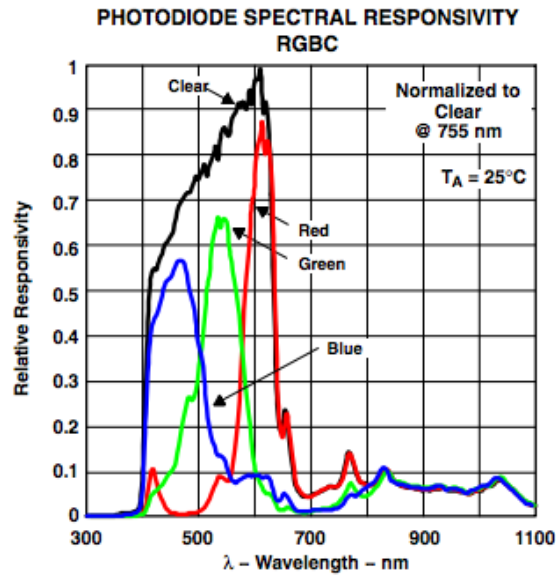 PHOTODIODE SPECTRAL RESPONSIVITY
RGBC
1
0.9
0.8
0.7
0.6
0.5
0.4
0.3
0.2
0.1
0
Relative Responsivity
Clear
Normalized to
Clear
@ 755 nm
TA = 25°C
Red
Green
Blue
300
500
700
900
1100
λ – Wavelength – nm